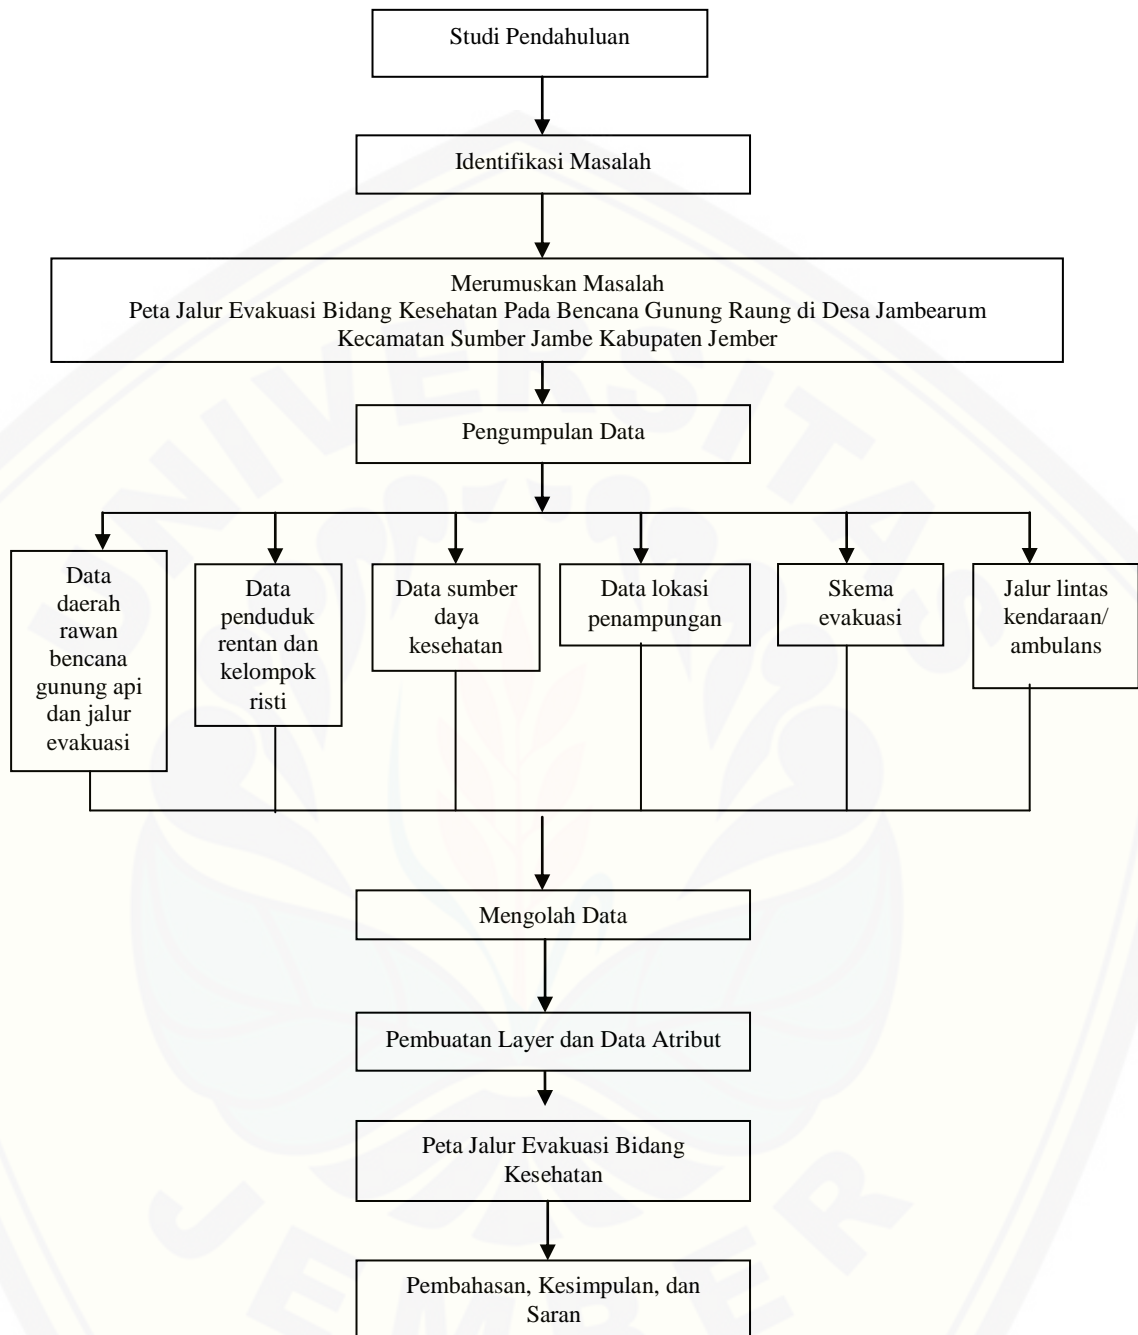 Studi Pendahuluan
Identifikasi Masalah
Merumuskan Masalah
Peta Jalur Evakuasi Bidang Kesehatan Pada Bencana Gunung Raung di Desa Jambearum
Kecamatan Sumber Jambe Kabupaten Jember
Pengumpulan Data
Data
daerah
rawan
bencana
gunung api
dan jalur
evakuasi
Data
penduduk
rentan dan
kelompok
risti
Data sumber
daya
kesehatan
Data lokasi
penampungan
Skema
evakuasi
Jalur lintas
kendaraan/
ambulans
Mengolah Data
Pembuatan Layer dan Data Atribut
Peta Jalur Evakuasi Bidang
Kesehatan
Pembahasan, Kesimpulan, dan
Saran
UNIVERSITAS
JEMBER